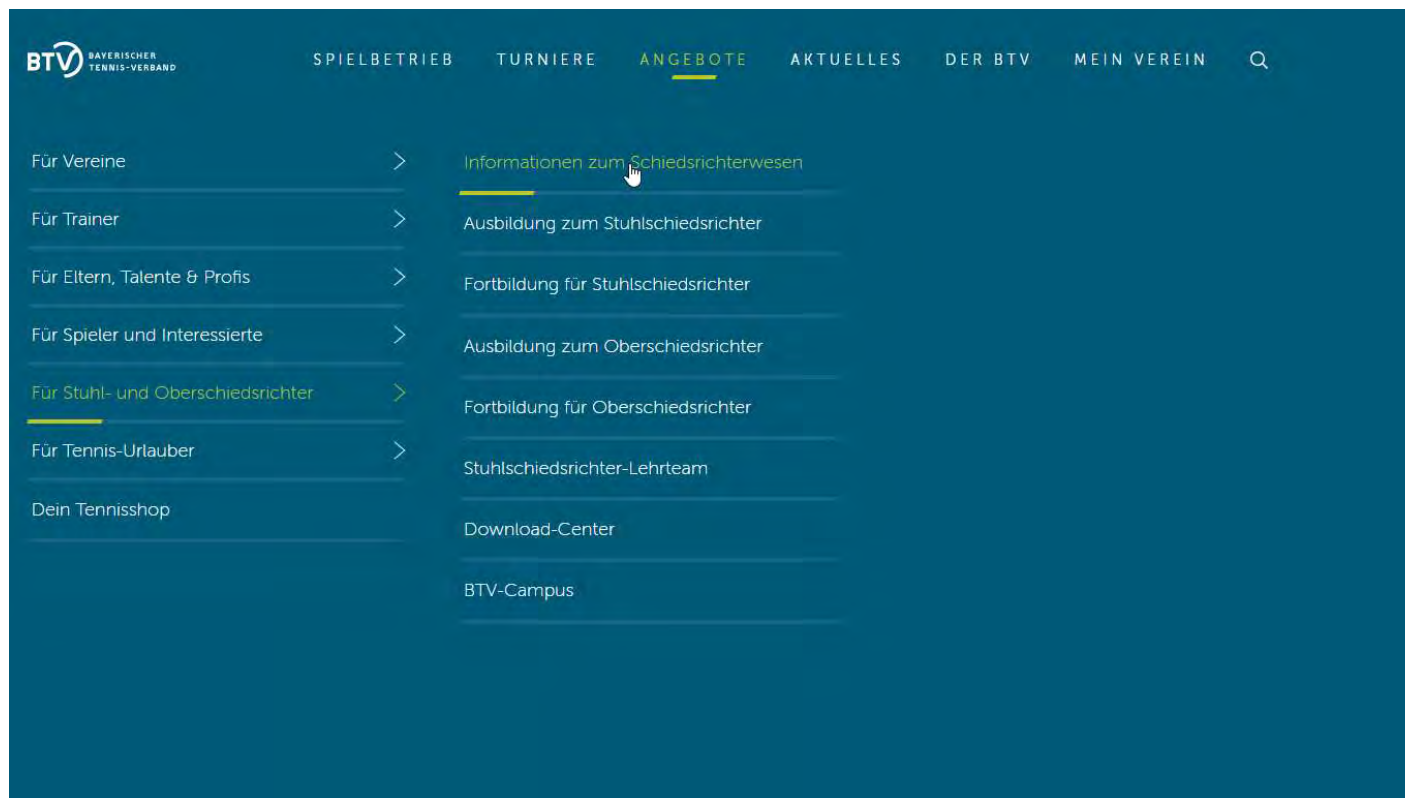 BTV BAYERISCHER
TENNIS-VERBAND
SPIELBETRIEB TURNIERE ANGEBOTE AKTUELLES DER BTV MEIN VEREIN
Für Vereine
Für Trainer
Für Eltern, Talente & Profis
Für Spieler und Interessierte
Für Stuhl- und Oberschiedsrichter
Für Tennis-Urlauber
Dein Tennisshop
Informationen zum Schiedsrichterwesen
Ausbildung zum Stuhlschiedsrichter
Fortbildung für Stuhlschiedsrichter
Ausbildung zum Oberschiedsrichter
Fortbildung für Oberschiedsrichter
Stuhlschiedsrichter-Lehrteam
Download-Center
BTV-Campus